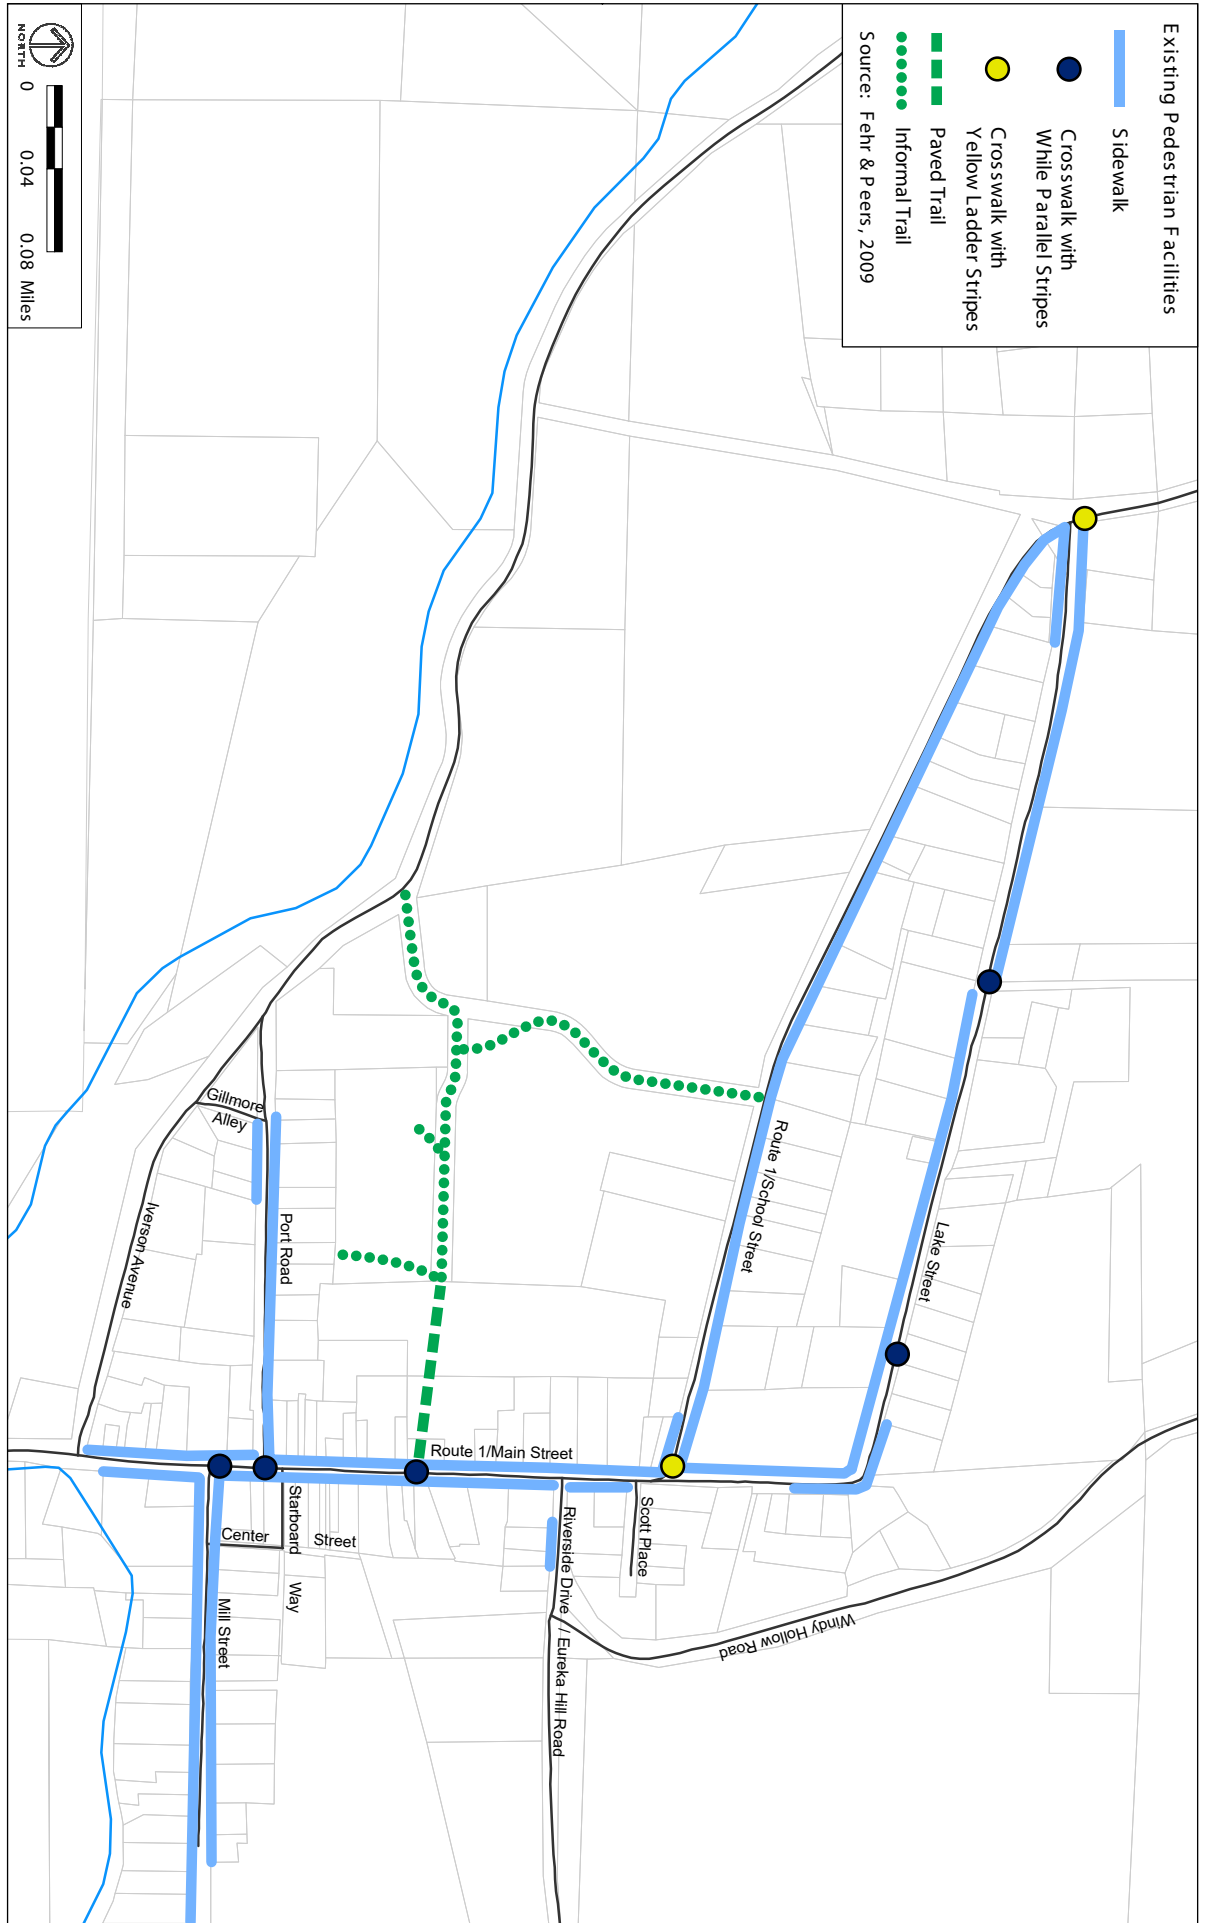 Existing Pedestrian Facilities
Sidewalk
Crosswalk with
While Parallel Stripes
Crosswalk with
Yellow Ladder Stripes
Paved Trail
Informal Trail
Source: Fehr & Peers, 2009
Lake Street
Route 1/School Street
Route 1/Main Street
Windy Hollow Road
Scott Place
Riverside Drive / Eureka Hill Road
Port Road
Starboard
Way
Center
Street
Gillmore
Alley
Mill Street
Iverson Avenue
NORTH
0 0.04 0.08 Miles